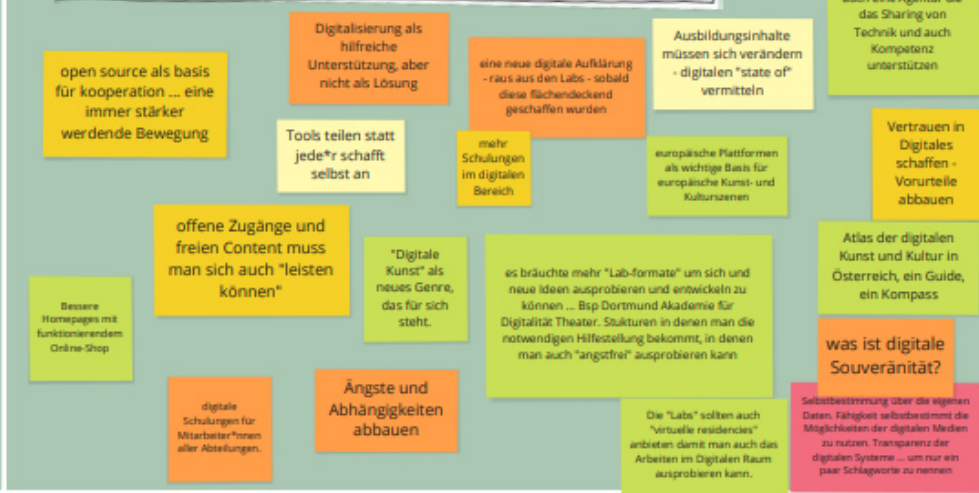 das Sharing von
Technik und auch
Kompetenz
unterstützen
Digitalisierung als
hilfreiche
Unterstützung, aber
nicht als Lösung
Ausbildungsinhalte
müssen sich verändern
- digitalen "state of"
vermitteln
open source als basis
für kooperation ... eine
immer stärker
werdende Bewegung
eine neue digitale Aufklärung
- raus aus den Labs - sobald
diese flächendeckend
geschaffen wurden
Tools teilen statt
jede*r schafft
selbst an
mehr
Schulungen
im digitalen
Bereich
europäische Plattformen
als wichtige Basis für
europäische Kunst- und
Kulturszenen
Vertrauen in
Digitales
schaffen -
Vorurteile
abbauen
offene Zugänge und
freien Content muss
man sich auch "leisten
können"
"Digitale
Kunst" als
neues Genre,
das für sich
steht.
es bräuchte mehr "Lab-formate" um sich und
neue Ideen ausprobieren und entwickeln zu
können ... Bsp Dortmund Akademie für
Digitalität Theater. Stukturen in denen man die
notwendigen Hilfestellung bekommt, in denen
man auch "angstfrei" ausprobieren kann
Atlas der digitalen
Kunst und Kultur in
Österreich, ein Guide,
ein Kompass
Bessere
Homepages mit
funktionierendem
Online-Shop
was ist digitale
Souveränität?
digitale
Schulungen für
Mitarbeiter*nnen
aller Abteilungen.
Ängste und
Abhängigkeiten
abbauen
Die "Labs" sollten auch
"virtuelle residencies"
anbieten damit man auch das
Arbeiten im Digitalen Raum
ausprobieren kann.
Selbstbestimmung über die eigenen
Daten. Fähigkeit selbstbestimmt die
Möglichkeiten der digitalen Medien
zu nutzen. Transparenz der
digitalen Systeme ... um nur ein
paar Schlagworte zu nennen